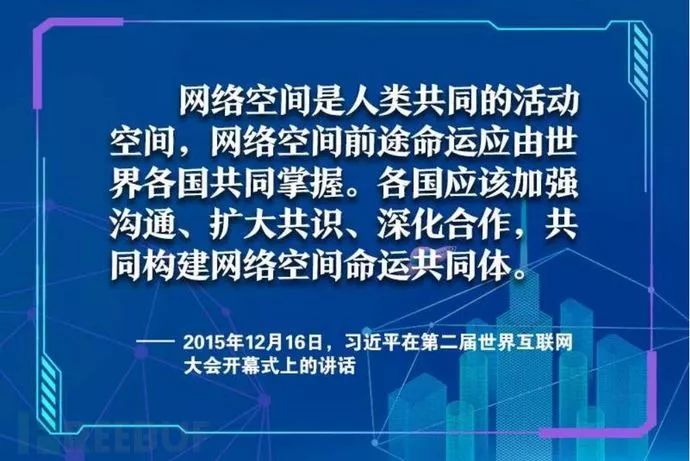 网络空间是人类共同的活动
空间，网络空间前途命运应由世
界各国共同掌握。各国应该加强
沟通、扩大共识、深化合作，共
同构建网络空间命运共同体。
—— 2015年12月16日，习近平在第二届世界互联网
大会开幕式上的讲话